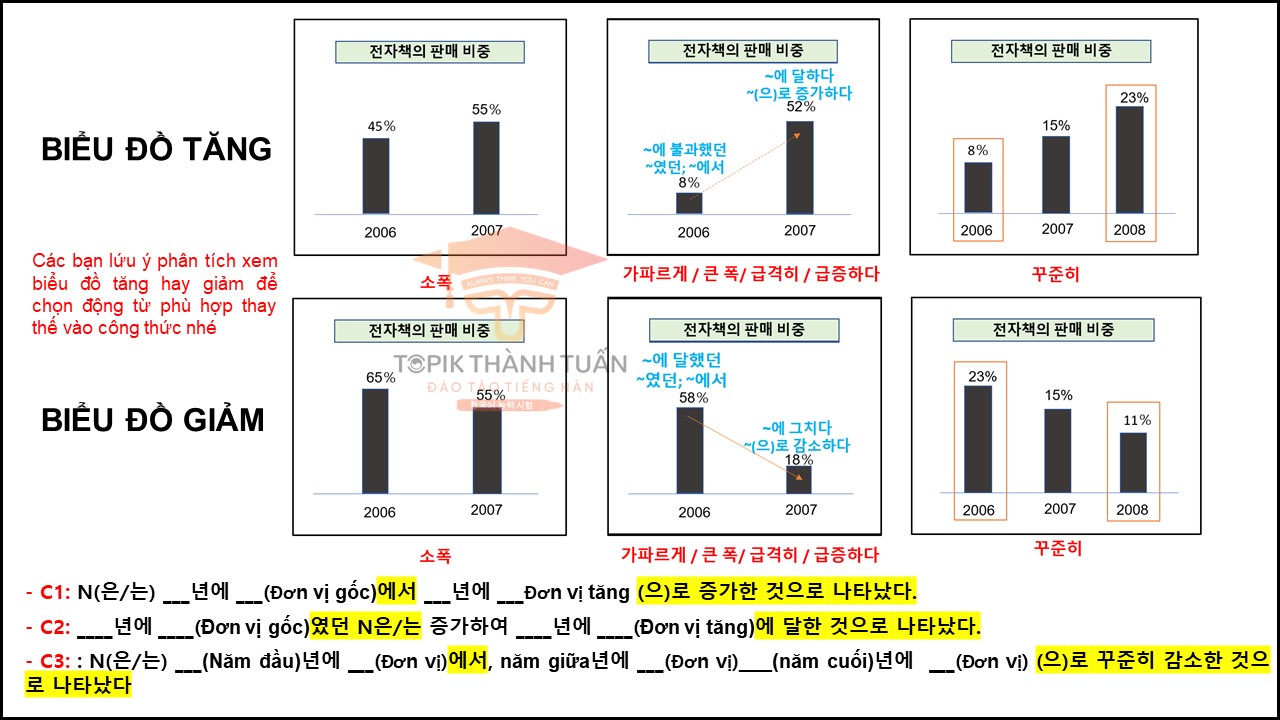 BIỂU ĐỒ TĂNG
전자책의 판매 비중
45%
55%
2006
2007
소폭
전자책의 판매 비중
~에 달하다
~(으)로 증가하다
52%
~에 불과했던
~였던; ~에서
8%
2006
2007
가파르게 / 큰 폭/ 급격히 / 급증하다
전자책의 판매 비중
8%
15%
23%
2006
2007
2008
꾸준히
Các bạn lưu ý phân tích xem
biểu đồ tăng hay giảm để
chọn động từ phù hợp thay
thế vào công thức nhé
ALWAYS THINK YOU CAN
TOPIK THÀNH TUẤN
ĐÀO TẠO TIẾNG HÀN
한국어 능력 시험
BIỂU ĐỒ GIẢM
전자책의 판매 비중
65%
55%
2006
2007
소폭
전자책의 판매 비중
~에 달했던
~였던; ~에서
58%
~에 그치다
~(으)로 감소하다
18%
2006
2007
가파르게 / 큰 폭/ 급격히 / 급증하다
전자책의 판매 비중
23%
15%
11%
2006
2007
2008
꾸준히
- C1: N(은/는) ___년에 ___(Đơn vị gốc)에서 ___년에 ___Đơn vị tăng (으)로 증가한 것으로 나타났다.
- C2: ____년에 ____(Đơn vị gốc)였던 N은/는 증가하여 ____년에 ____(Đơn vị tăng)에 달한 것으로 나타났다.
- C3: : N(은/는) ___(Năm đầu)년에 ___(Đơn vị)에서, năm giữa년에 ___(Đơn vị)____(năm cuối)년에 ___(Đơn vị) (으)로 꾸준히 감소한 것으
로 나타났다